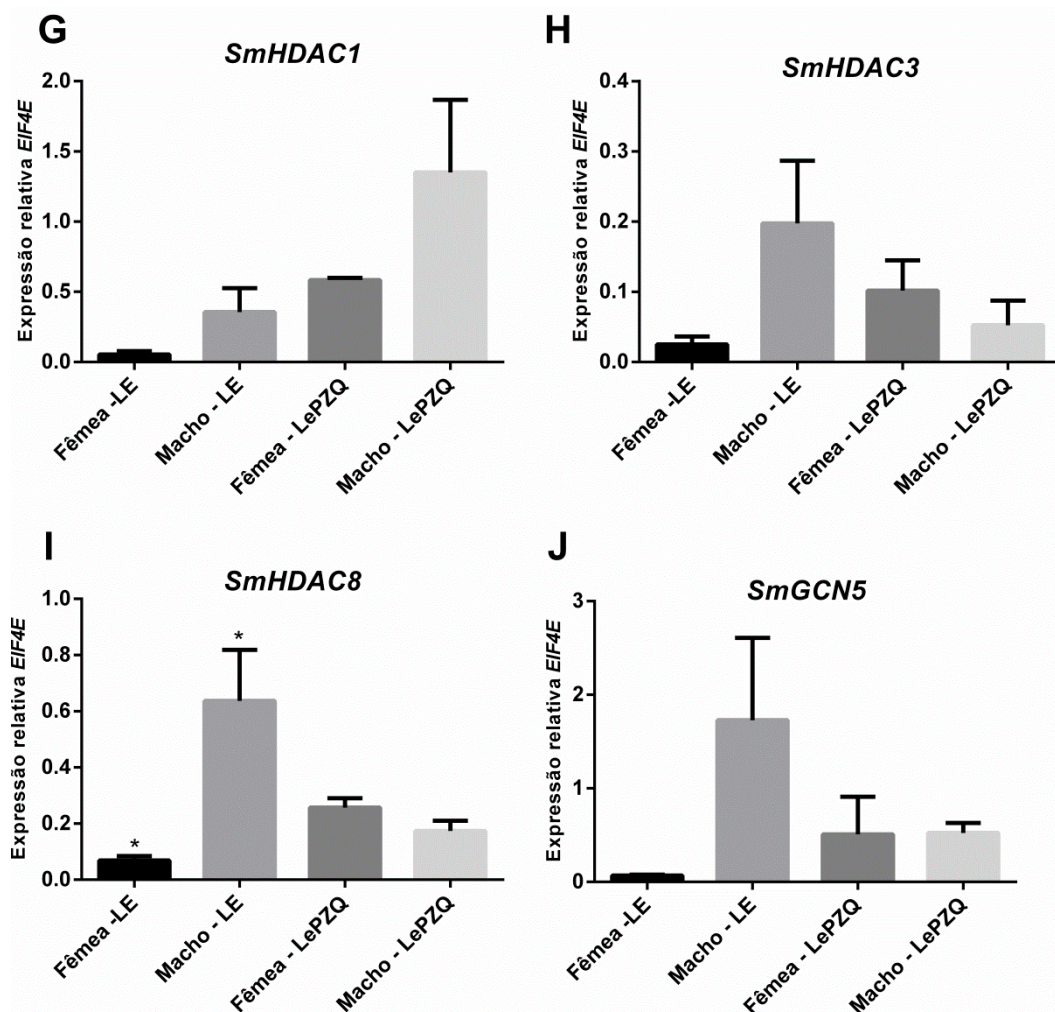 G
SmHDAC1
Expressão relativa EIF4E
2.0
1.5
1.0
0.5
0.0
Fêmea -LE
Macho - LE
Fêmea - LePZQ
Macho - LePZQ
H
SmHDAC3
Expressão relativa EIF4E
0.4
0.3
0.2
0.1
0.0
Fêmea -LE
Macho - LE
Fêmea - LePZQ
Macho - LePZQ
I
SmHDAC8
Expressão relativa EIF4E
1.0
0.8
0.6
0.4
0.2
0.0
*
*
Fêmea -LE
Macho - LE
Fêmea - LePZQ
Macho - LePZQ
J
SmGCN5
Expressão relativa EIF4E
3
2
1
0
Fêmea -LE
Macho - LE
Fêmea - LePZQ
Macho - LePZQ